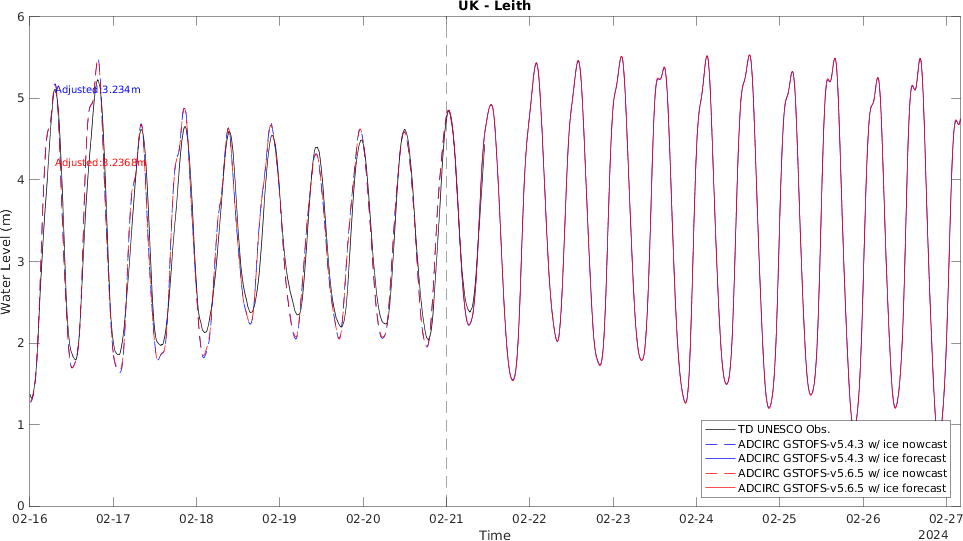 UK - Leith
6
5
4
3
2
1
0
Water Level (m)
Adjusted:3.234m
Adjusted:3.2368m
TD UNESCO Obs.
ADCIRC GSTOFS-v5.4.3 w/ ice nowcast
ADCIRC GSTOFS-v5.4.3 w/ ice forecast
ADCIRC GSTOFS-v5.6.5 w/ ice nowcast
ADCIRC GSTOFS-v5.6.5 w/ ice forecast
02-16 02-17 02-18 02-19 02-20 02-21 02-22 02-23 02-24 02-25 02-26 02-27
Time
2024